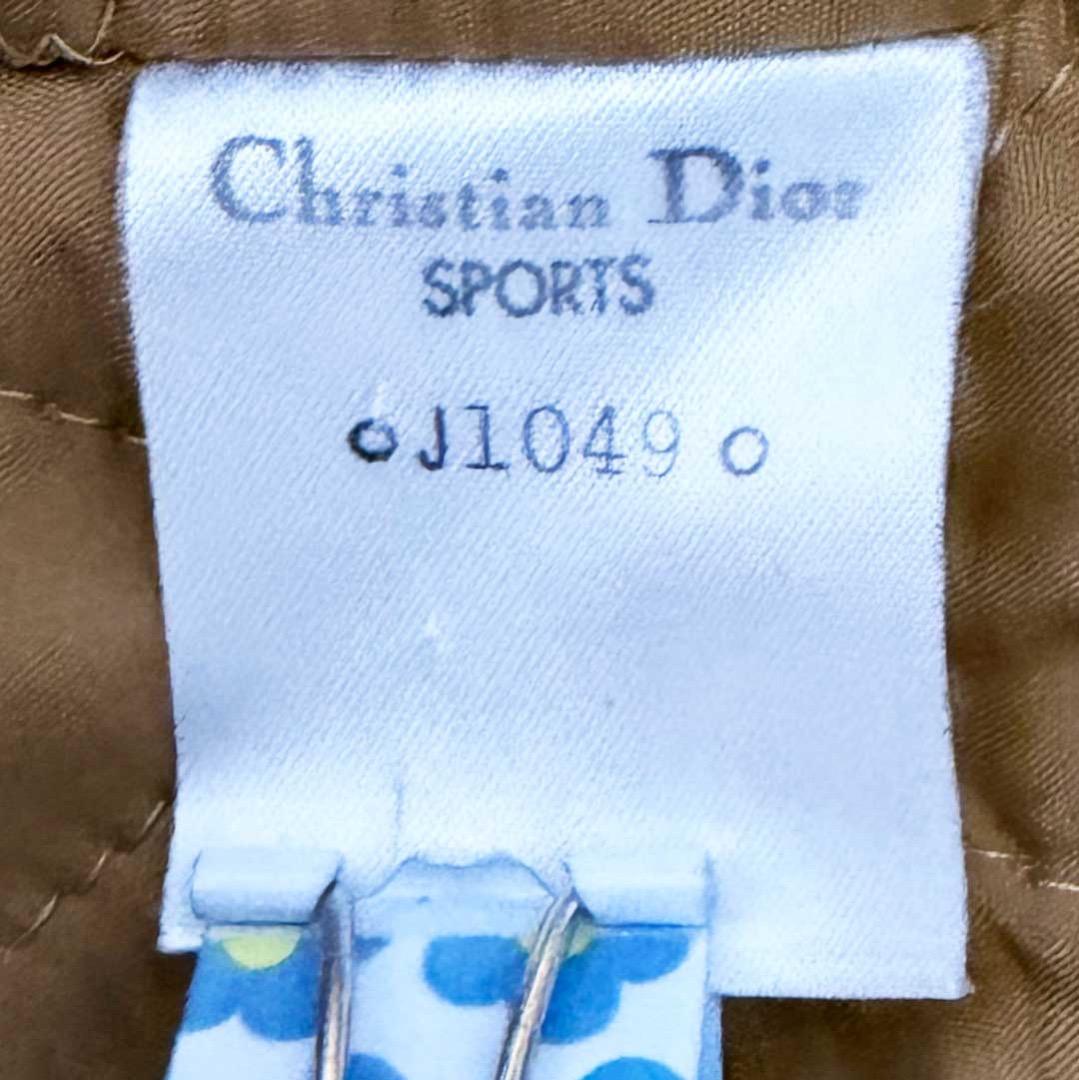 Christian Dior
SPORTS
o J1049 o